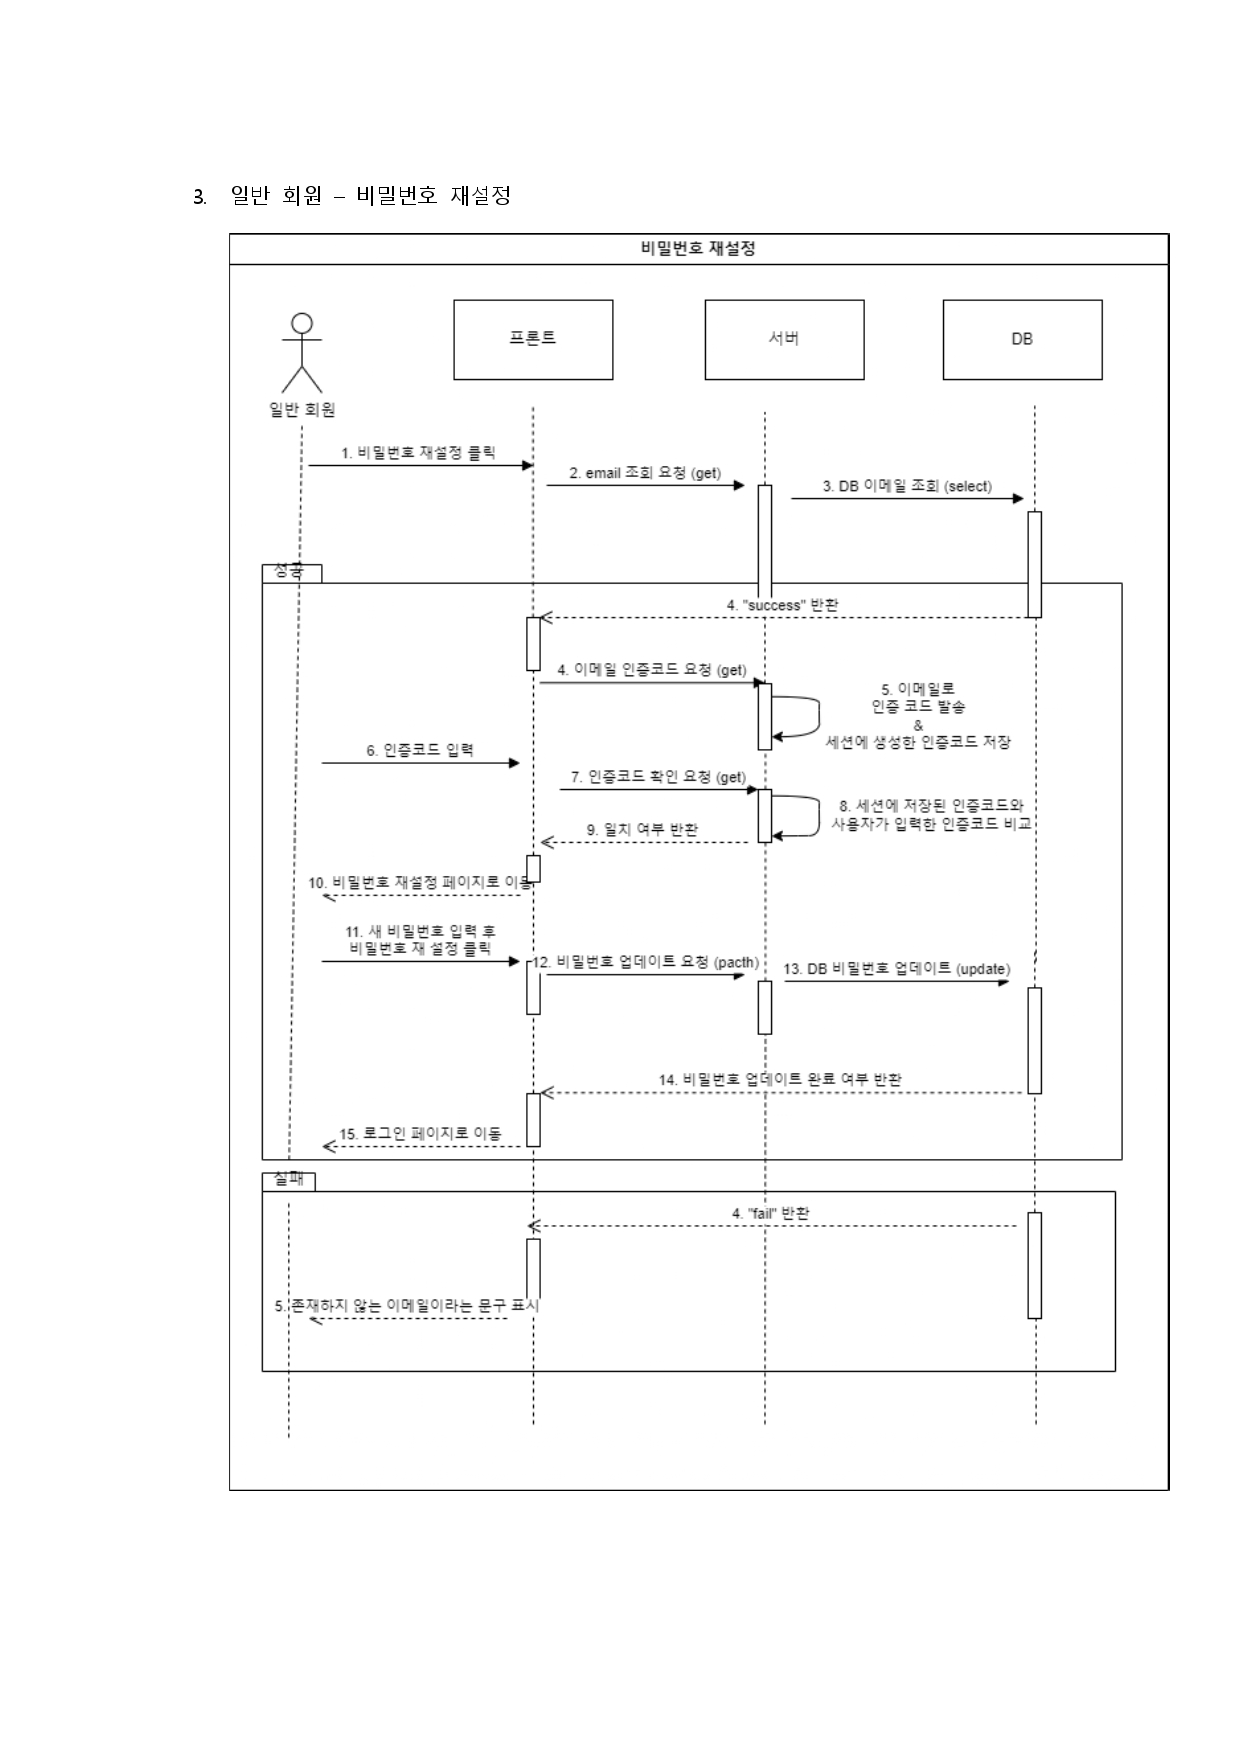 3. 일반 회원 – 비밀번호 재설정
비밀번호 재설정
프론트
서버
DB
일반 회원
1. 비밀번호 재설정 클릭
2. email 조회 요청 (get)
3. DB 이메일 조회 (select)
성공
4. "success" 반환
4. 이메일 인증코드 요청 (get)
5. 이메일로
인증 코드 발송
&
세션에 생성한 인증코드 저장
6. 인증코드 입력
7. 인증코드 확인 요청 (get)
8. 세션에 저장된 인증코드와
사용자가 입력한 인증코드 비교
9. 일치 여부 반환
10. 비밀번호 재설정 페이지로 이동
11. 새 비밀번호 입력 후
비밀번호 재 설정 클릭
12. 비밀번호 업데이트 요청 (pacth)
13. DB 비밀번호 업데이트 (update)
14. 비밀번호 업데이트 완료 여부 반환
15. 로그인 페이지로 이동
실패
4. "fail" 반환
5. 존재하지 않는 이메일이라는 문구 표시